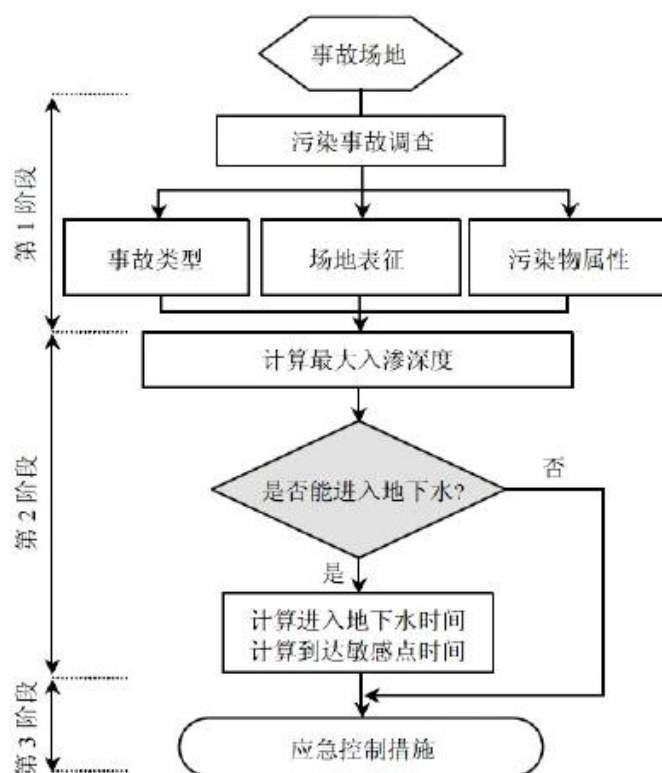 事故场地
第1阶段
污染事故调查
事故类型
场地表征
污染物属性
第2阶段
计算最大入渗深度
是否能进入地下水?
否
是
计算进入地下水时间
计算到达敏感点时间
第3阶段
应急控制措施